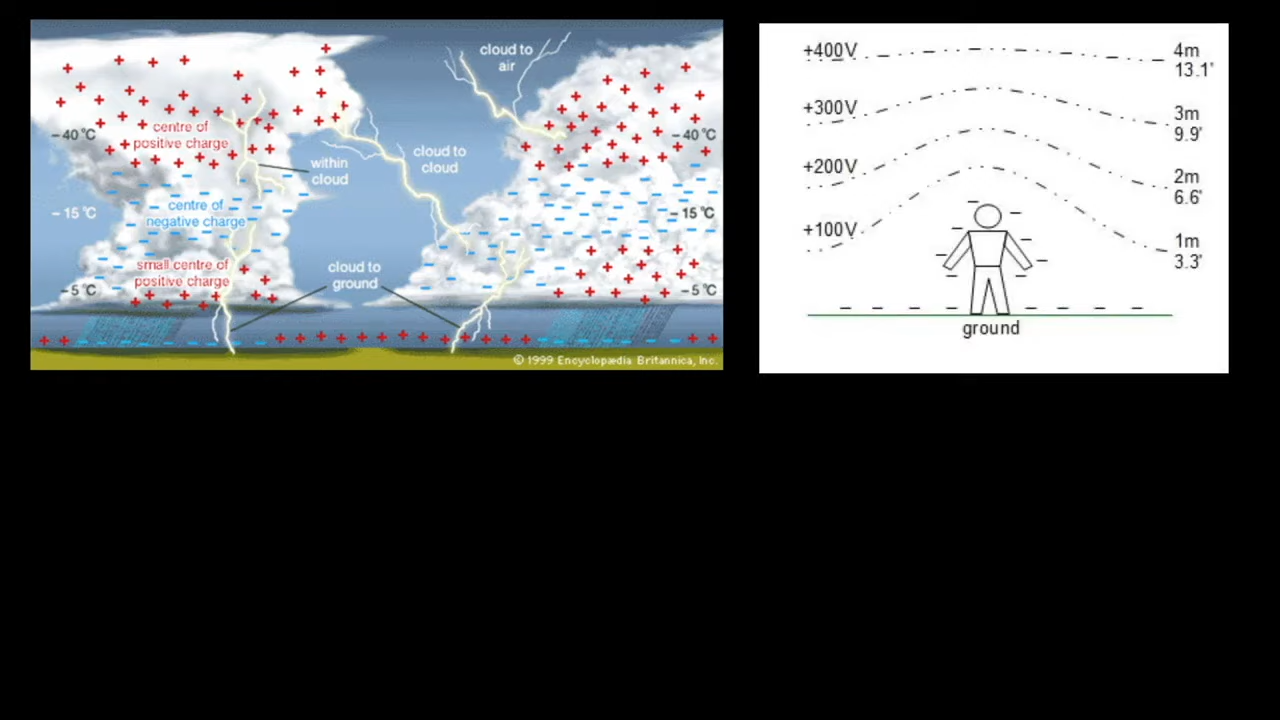 cloud to
air
− 40 °C
centre of
positive charge
− 40 °C
within
cloud
cloud to
cloud
− 15 °C
centre of
negative charge
− 15 °C
small centre of
positive charge
cloud to
ground
− 5 °C
− 5 °C
© 1999 Encyclopædia Britannica, Inc.
+400V
4m
13.1'
+300V
3m
9.9'
+200V
2m
6.6'
+100V
1m
3.3'
ground